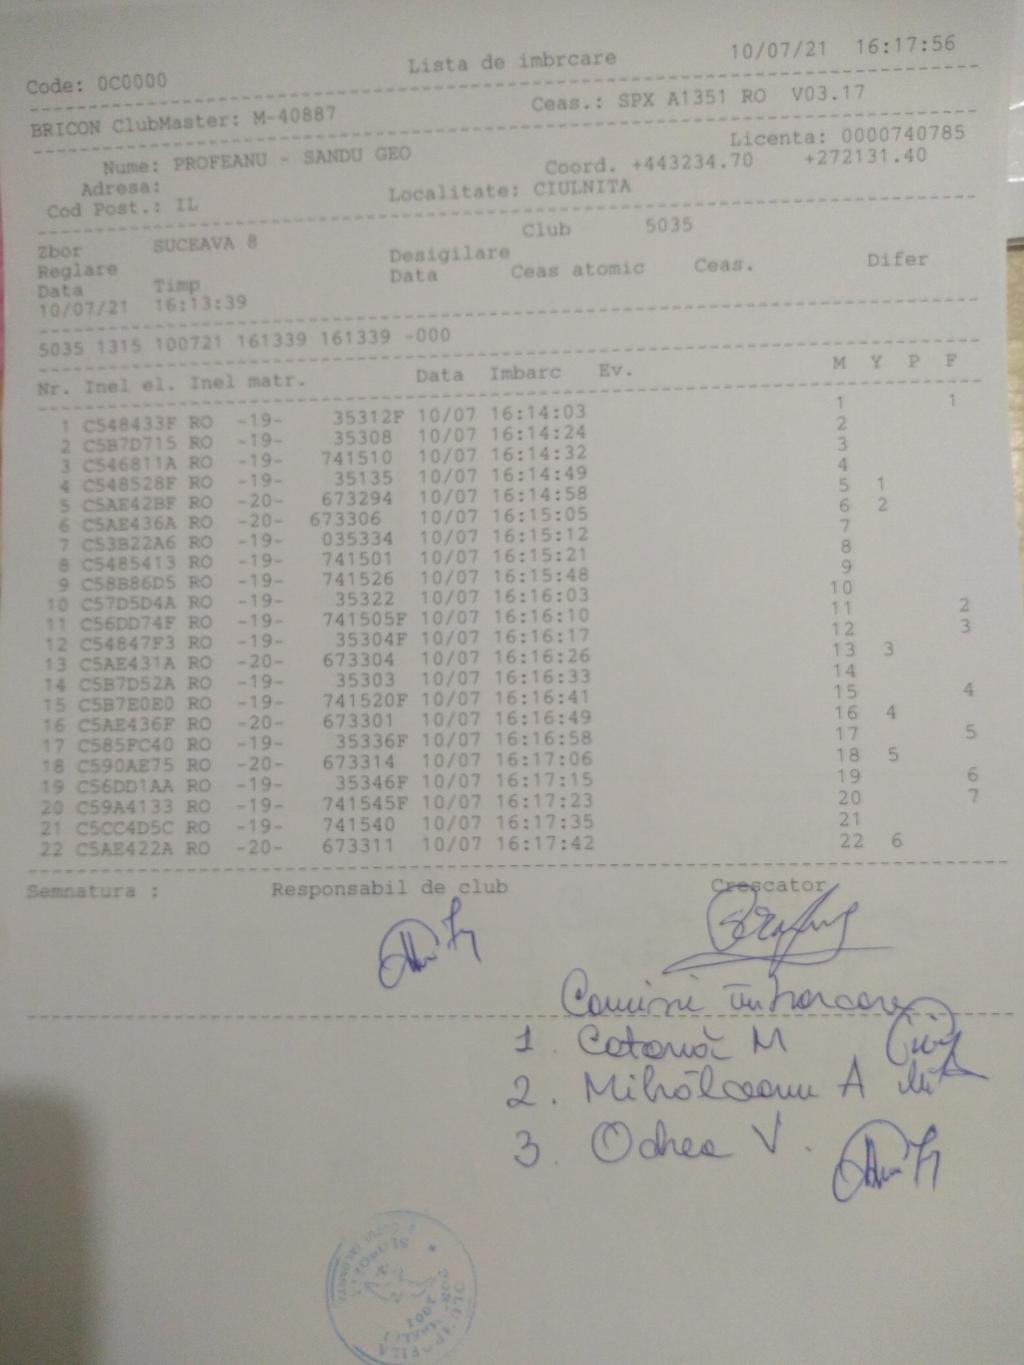 Lista de imbrcare 10/07/21 16:17:56
Code: 0C0000
BRICON ClubMaster: M-40887 Ceas.: SPX A1351 RO V03.17
Licenta: 0000740785
Nume: PROFEANU - SANDU GEO Coord. +443234.70 +272131.40
Adresa:
Cod Post.: IL Localitate: CIULNITA
Club 5035
Zbor SUCEAVA 8
Reglare Desigilare
Data Timp Data Ceas atomic Ceas. Difer
10/07/21 16:13:39
5035 1315 100721 161339 161339 -000
Nr. Inel el. Inel matr. Data Imbarc Ev. M Y P F
1 C548433F RO -19- 35312F 10/07 16:14:03 1 1
2 C5B7D715 RO -19- 35308 10/07 16:14:24 2
3 C546811A RO -19- 741510 10/07 16:14:32 3
4 C548528F RO -19- 35135 10/07 16:14:49 4
5 C5AE42BF RO -20- 673294 10/07 16:14:58 5 1
6 C5AE436A RO -20- 673306 10/07 16:15:05 6 2
7 C53B22A6 RO -19- 035334 10/07 16:15:12 7
8 C5485413 RO -19- 741501 10/07 16:15:21 8
9 C58B86D5 RO -19- 741526 10/07 16:15:48 9
10 C57D5D4A RO -19- 35322 10/07 16:16:03 10
11 C56DD74F RO -19- 741505F 10/07 16:16:10 11 2
12 C54847F3 RO -19- 35304F 10/07 16:16:17 12 3
13 C5AE431A RO -20- 673304 10/07 16:16:26 13 3
14 C5B7D52A RO -19- 35303 10/07 16:16:33 14
15 C5B7E0E0 RO -19- 741520F 10/07 16:16:41 15 4
16 C5AE436F RO -20- 673301 10/07 16:16:49 16 4
17 C585FC40 RO -19- 35336F 10/07 16:16:58 17 5
18 C590AE75 RO -20- 673314 10/07 16:17:06 18 5
19 C56DD1AA RO -19- 35346F 10/07 16:17:15 19 6
20 C59A4133 RO -19- 741545F 10/07 16:17:23 20 7
21 C5CC4D5C RO -19- 741540 10/07 16:17:35 21
22 C5AE422A RO -20- 673311 10/07 16:17:42 22 6
Semnatura : Responsabil de club Crescator
1. M
2. Mihălceanu A
3. Odrea V.
2001